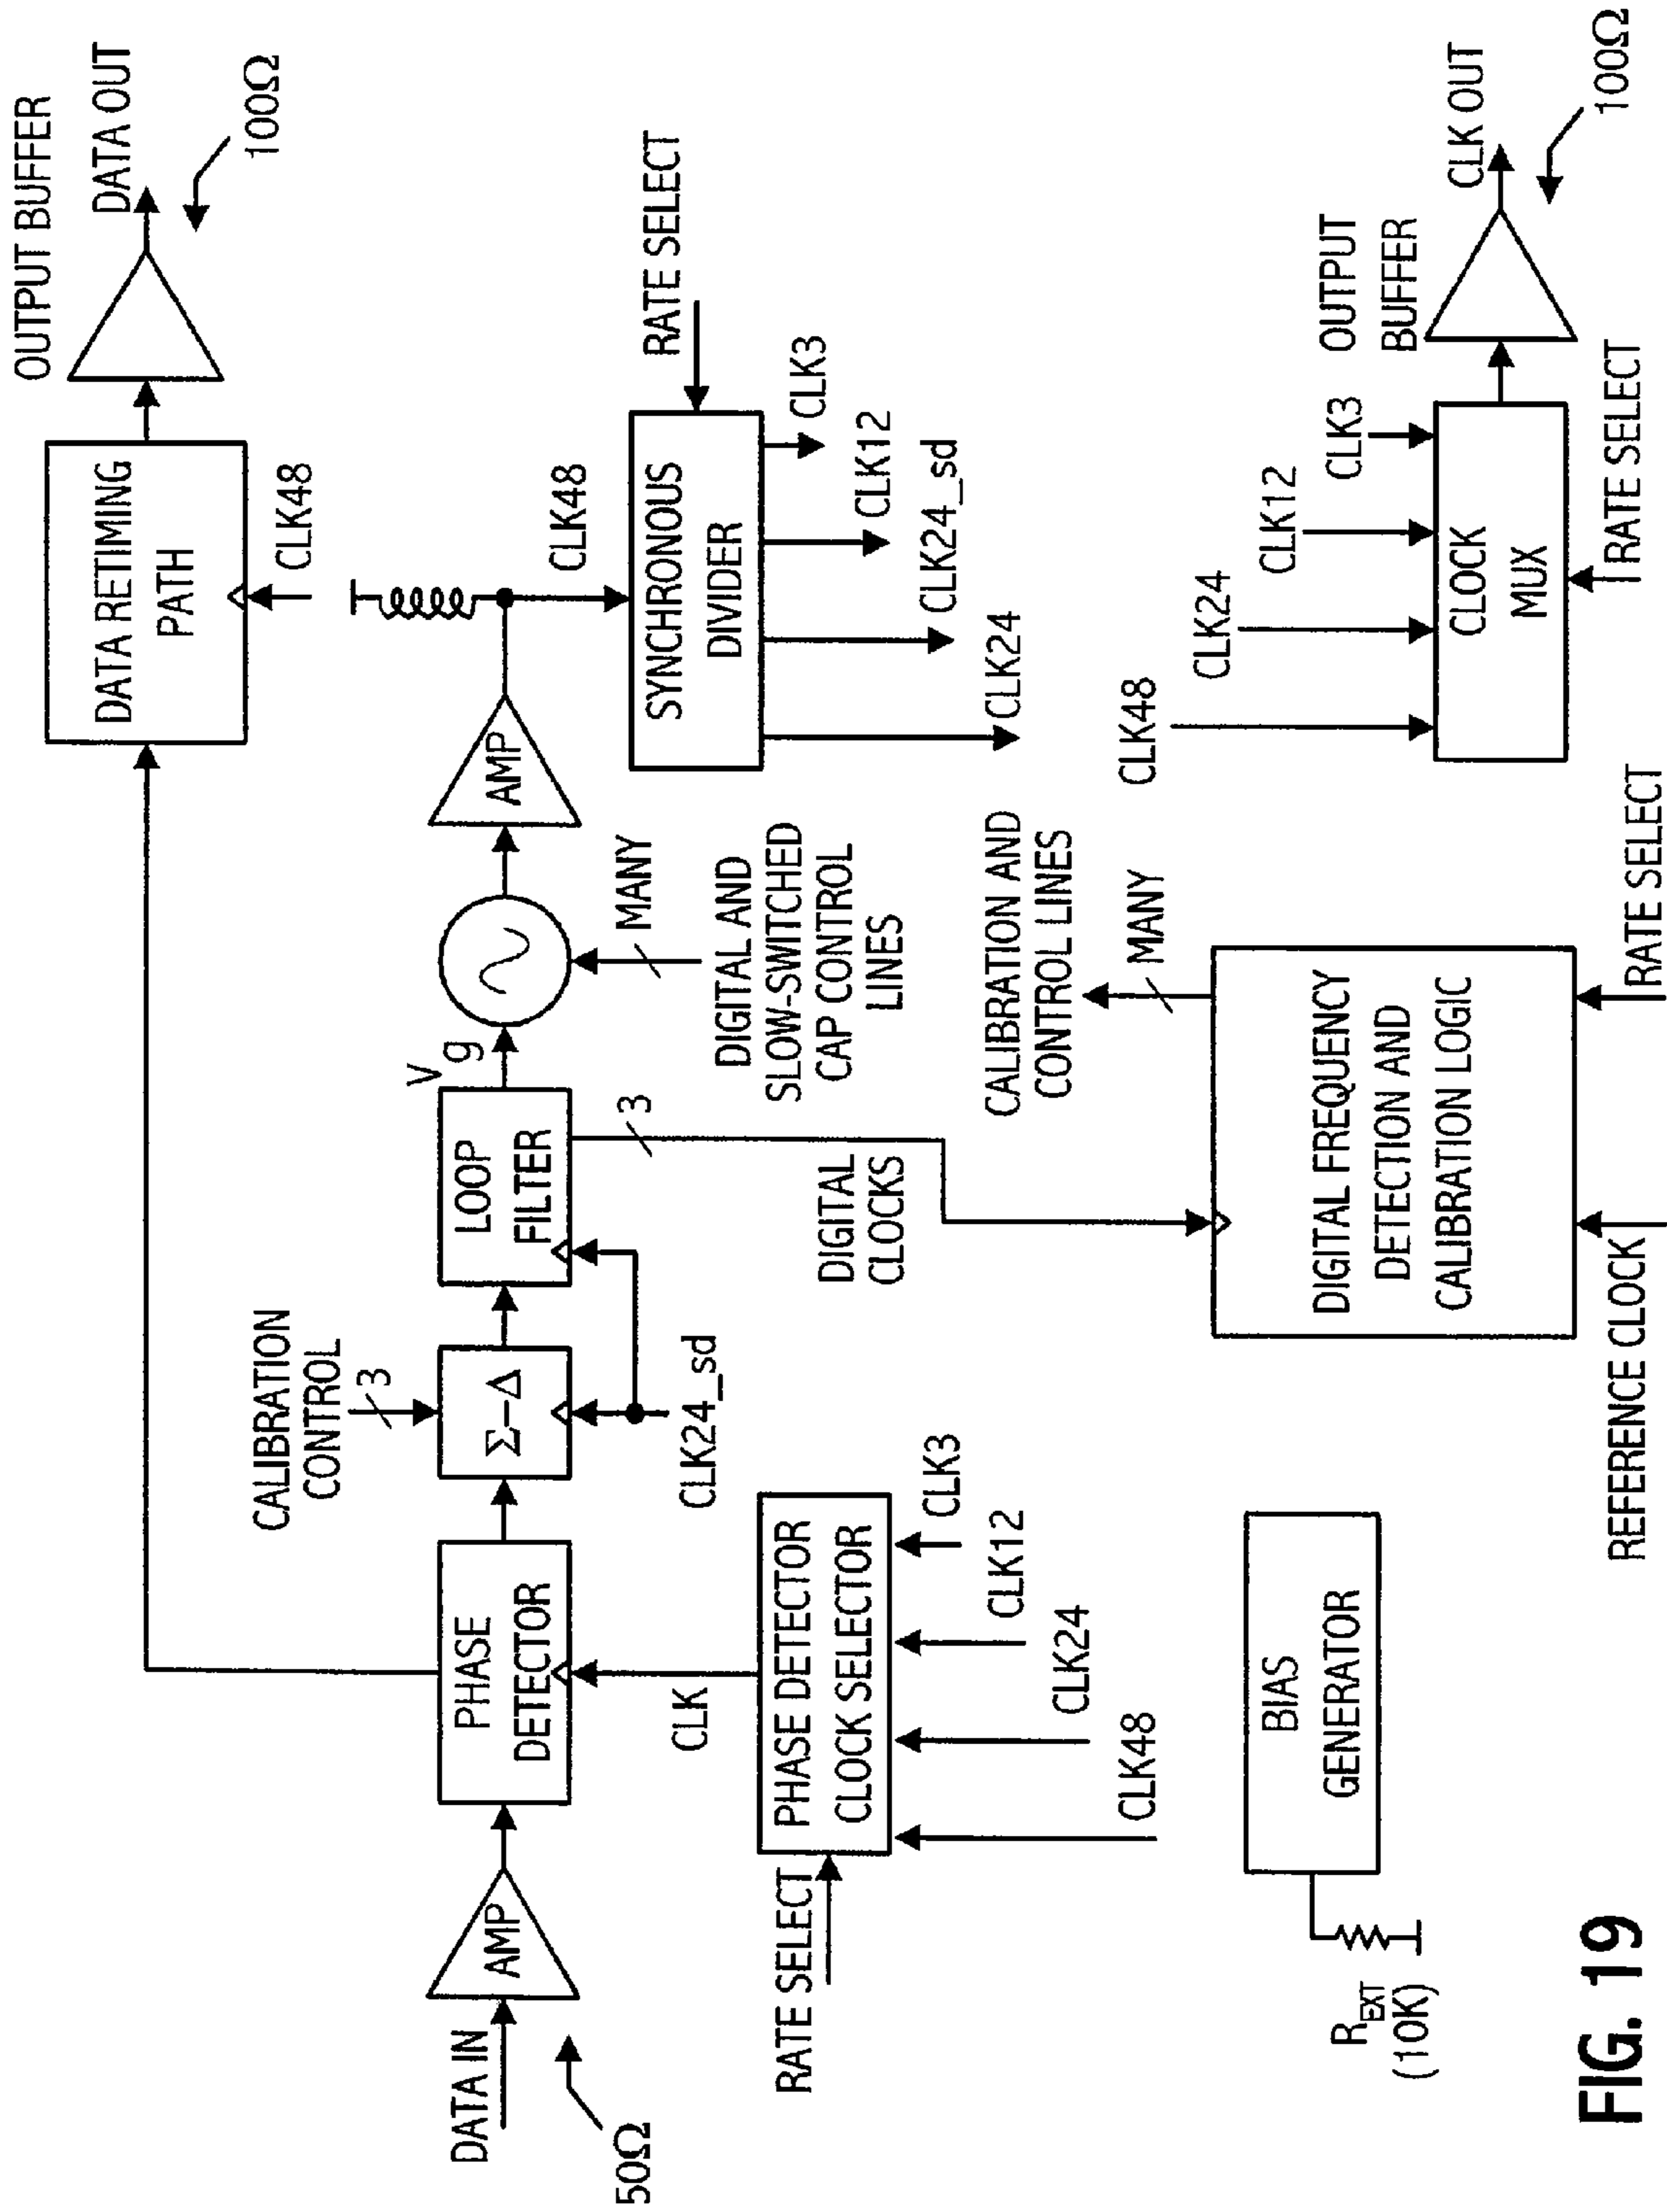 OUTPUT BUFFER
DATA OUT
100Ω
DATA RETIMING
PATH
CLK48
CALIBRATION
CONTROL
3
DATA IN
AMP
50Ω
PHASE
DETECTOR
Σ–Δ
LOOP
FILTER
Vg
AMP
CLK48
CLK
CLK24_sd
3
DIGITAL
CLOCKS
MANY
DIGITAL AND
SLOW-SWITCHED
CAP CONTROL
LINES
RATE SELECT
SYNCHRONOUS
DIVIDER
CLK3
CLK12
CLK24_sd
CLK24
RATE SELECT
PHASE DETECTOR
CLOCK SELECTOR
CLK3
CLK12
CLK24
CLK48
CALIBRATION AND
CONTROL LINES
MANY
DIGITAL FREQUENCY
DETECTION AND
CALIBRATION LOGIC
REFERENCE CLOCK
RATE SELECT
CLK48
CLK24
CLK12
CLK3
CLOCK
MUX
RATE SELECT
OUTPUT
BUFFER
CLK OUT
100Ω
BIAS
GENERATOR
REXT
(10K)
FIG. 19